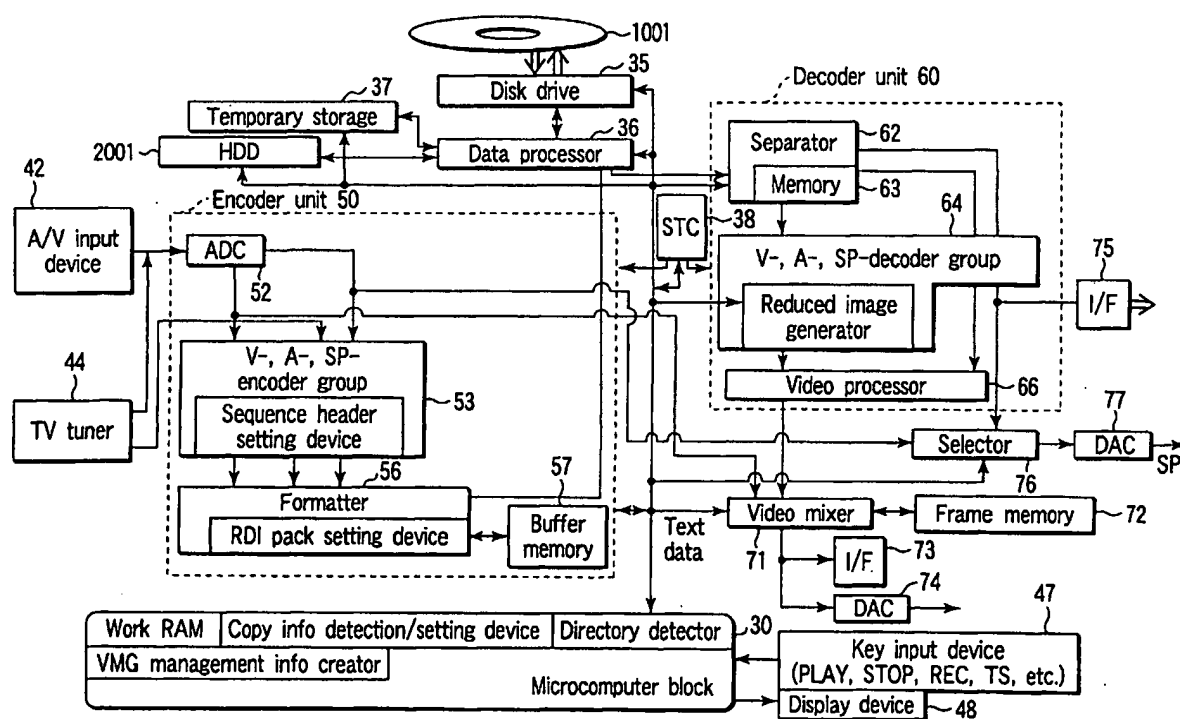 1001
35
Disk drive
37
Temporary storage
36
2001
HDD
Data processor
Decoder unit 60
62
Separator
Memory
63
42
A/V input
device
Encoder unit 50
ADC
52
STC
38
64
V-, A-, SP-decoder group
Reduced image
generator
75
I/F
Video processor
66
44
TV tuner
V-, A-, SP-
encoder group
Sequence header
setting device
53
77
Selector
DAC
76
SP
56
Formatter
RDI pack setting device
57
Buffer
memory
Text
data
Video mixer
71
Frame memory
72
73
I/F
74
DAC
Work RAM
Copy info detection/setting device
Directory detector
30
VMG management info creator
Microcomputer block
47
Key input device
(PLAY, STOP, REC, TS, etc.)
Display device
48